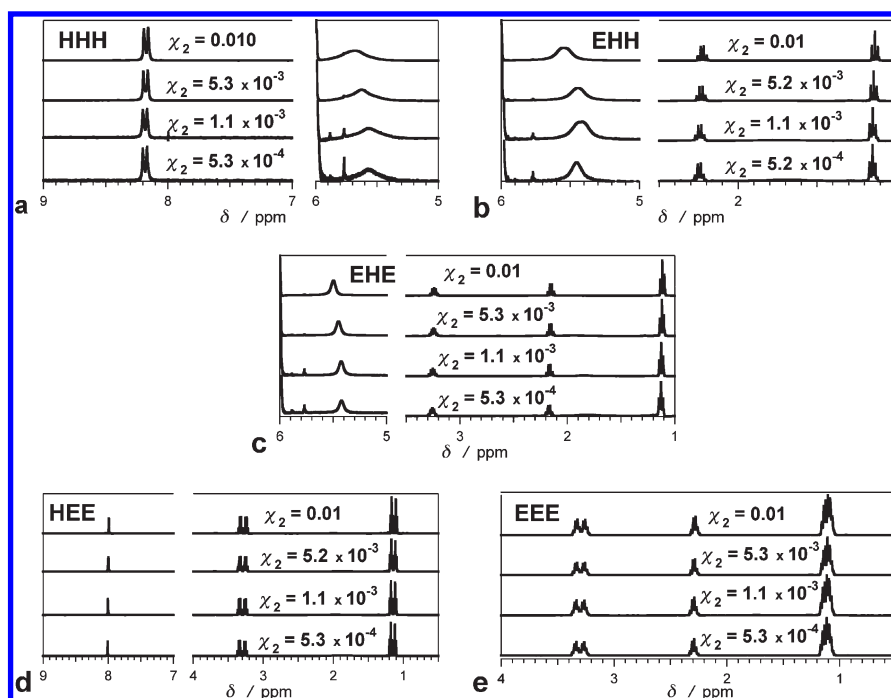 HHH
χ2 = 0.010
χ2 = 5.3 x 10-3
χ2 = 1.1 x 10-3
χ2 = 5.3 x 10-4
9 8 7 6 5
δ / ppm
a
EHH
χ2 = 0.01
χ2 = 5.2 x 10-3
χ2 = 1.1 x 10-3
χ2 = 5.2 x 10-4
6 5 2
δ / ppm
b
EHE
χ2 = 0.01
χ2 = 5.3 x 10-3
χ2 = 1.1 x 10-3
χ2 = 5.3 x 10-4
6 5 3 2 1
δ / ppm
c
HEE
χ2 = 0.01
χ2 = 5.2 x 10-3
χ2 = 1.1 x 10-3
χ2 = 5.3 x 10-4
9 8 7 4 3 2 1
δ / ppm
d
EEE
χ2 = 0.01
χ2 = 5.3 x 10-3
χ2 = 1.1 x 10-3
χ2 = 5.3 x 10-4
4 3 2 1
δ / ppm
e